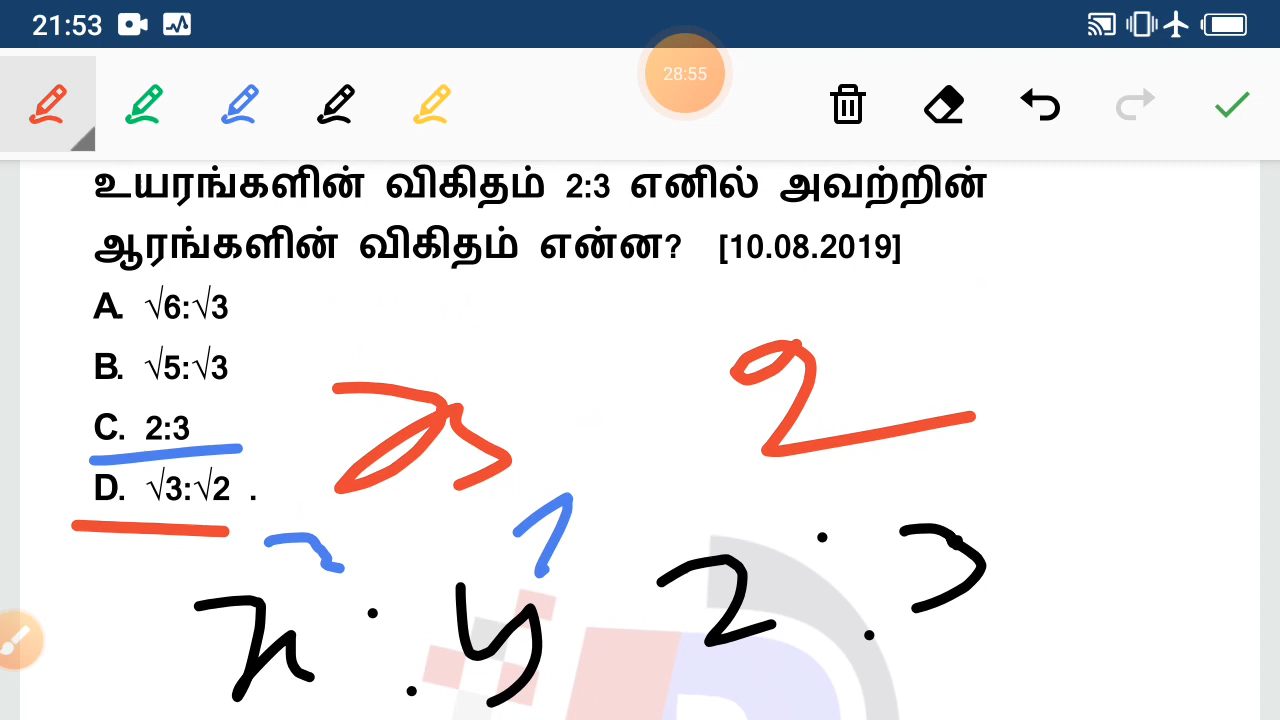 21:53
28:55
உயரங்களின் விகிதம் 2:3 எனில் அவற்றின்
ஆரங்களின் விகிதம் என்ன? [10.08.2019]
A. √6:√3
B. √5:√3
C. 2:3
D. √3:√2 .
x : y 2 : 3